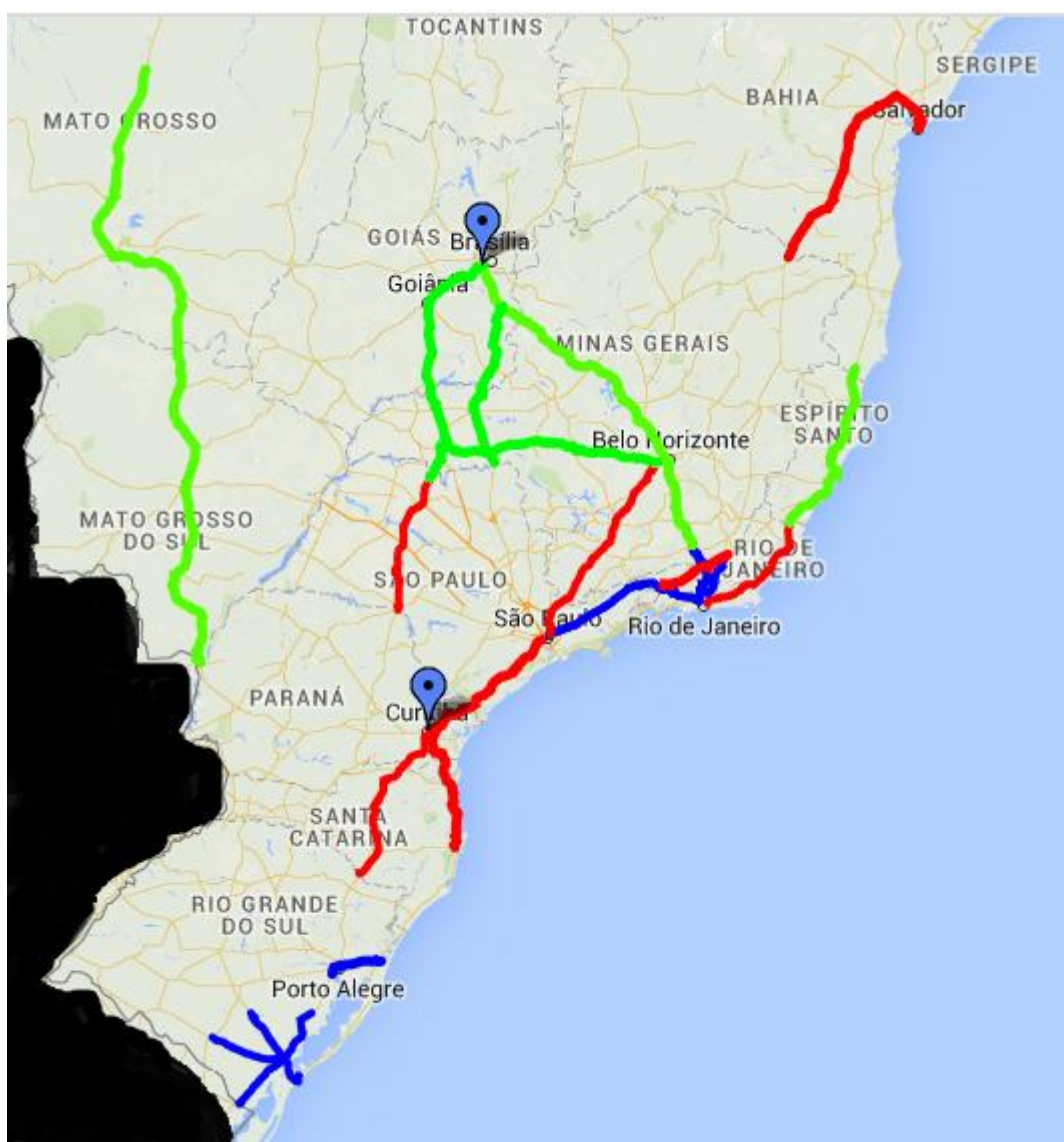 TOCANTINS
SERGIPE
BAHIA
MATO GROSSO
Salvador
GOIÁS
Brasília
Goiânia
MINAS GERAIS
ESPÍRITO
SANTO
Belo Horizonte
MATO GROSSO
DO SUL
RIO DE
JANEIRO
SÃO PAULO
São Paulo
Rio de Janeiro
PARANÁ
Curitiba
SANTA
CATARINA
RIO GRANDE
DO SUL
Porto Alegre